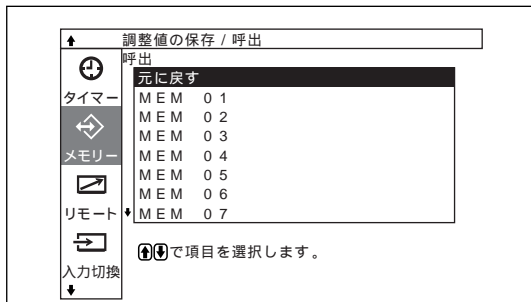 調整値の保存 / 呼出
呼出
元に戻す
タイマー
MEM 01
MEM 02
MEM 03
メモリー
MEM 04
MEM 05
MEM 06
リモート
MEM 07
で項目を選択します。
入力切換